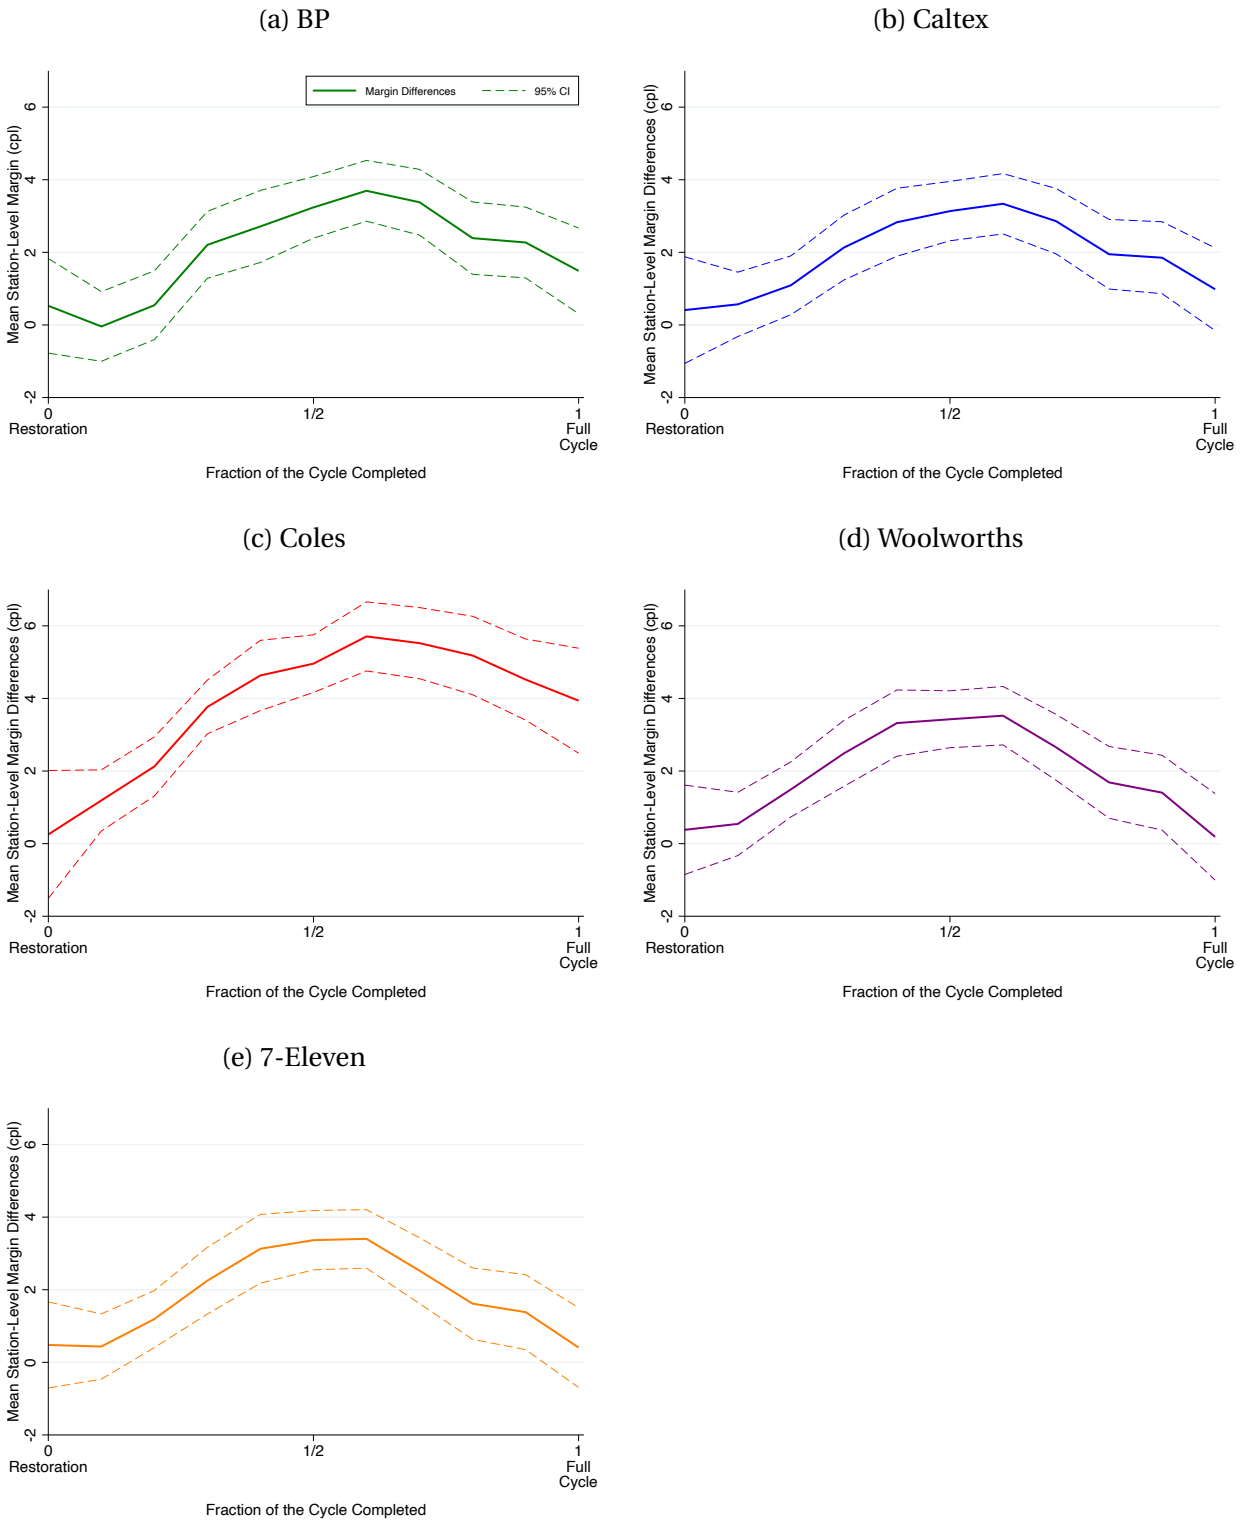 (a) BP
Mean Station-Level Margin (cpl)
6
4
2
0
-2
Margin Differences
95% CI
0
Restoration
1/2
1
Full
Cycle
Fraction of the Cycle Completed
(b) Caltex
Mean Station-Level Margin Differences (cpl)
6
4
2
0
-2
0
Restoration
1/2
1
Full
Cycle
Fraction of the Cycle Completed
(c) Coles
Mean Station-Level Margin Differences (cpl)
6
4
2
0
-2
0
Restoration
1/2
1
Full
Cycle
Fraction of the Cycle Completed
(d) Woolworths
Mean Station-Level Margin Differences (cpl)
6
4
2
0
-2
0
Restoration
1/2
1
Full
Cycle
Fraction of the Cycle Completed
(e) 7-Eleven
Mean Station-Level Margin Differences (cpl)
6
4
2
0
-2
0
Restoration
1/2
1
Full
Cycle
Fraction of the Cycle Completed